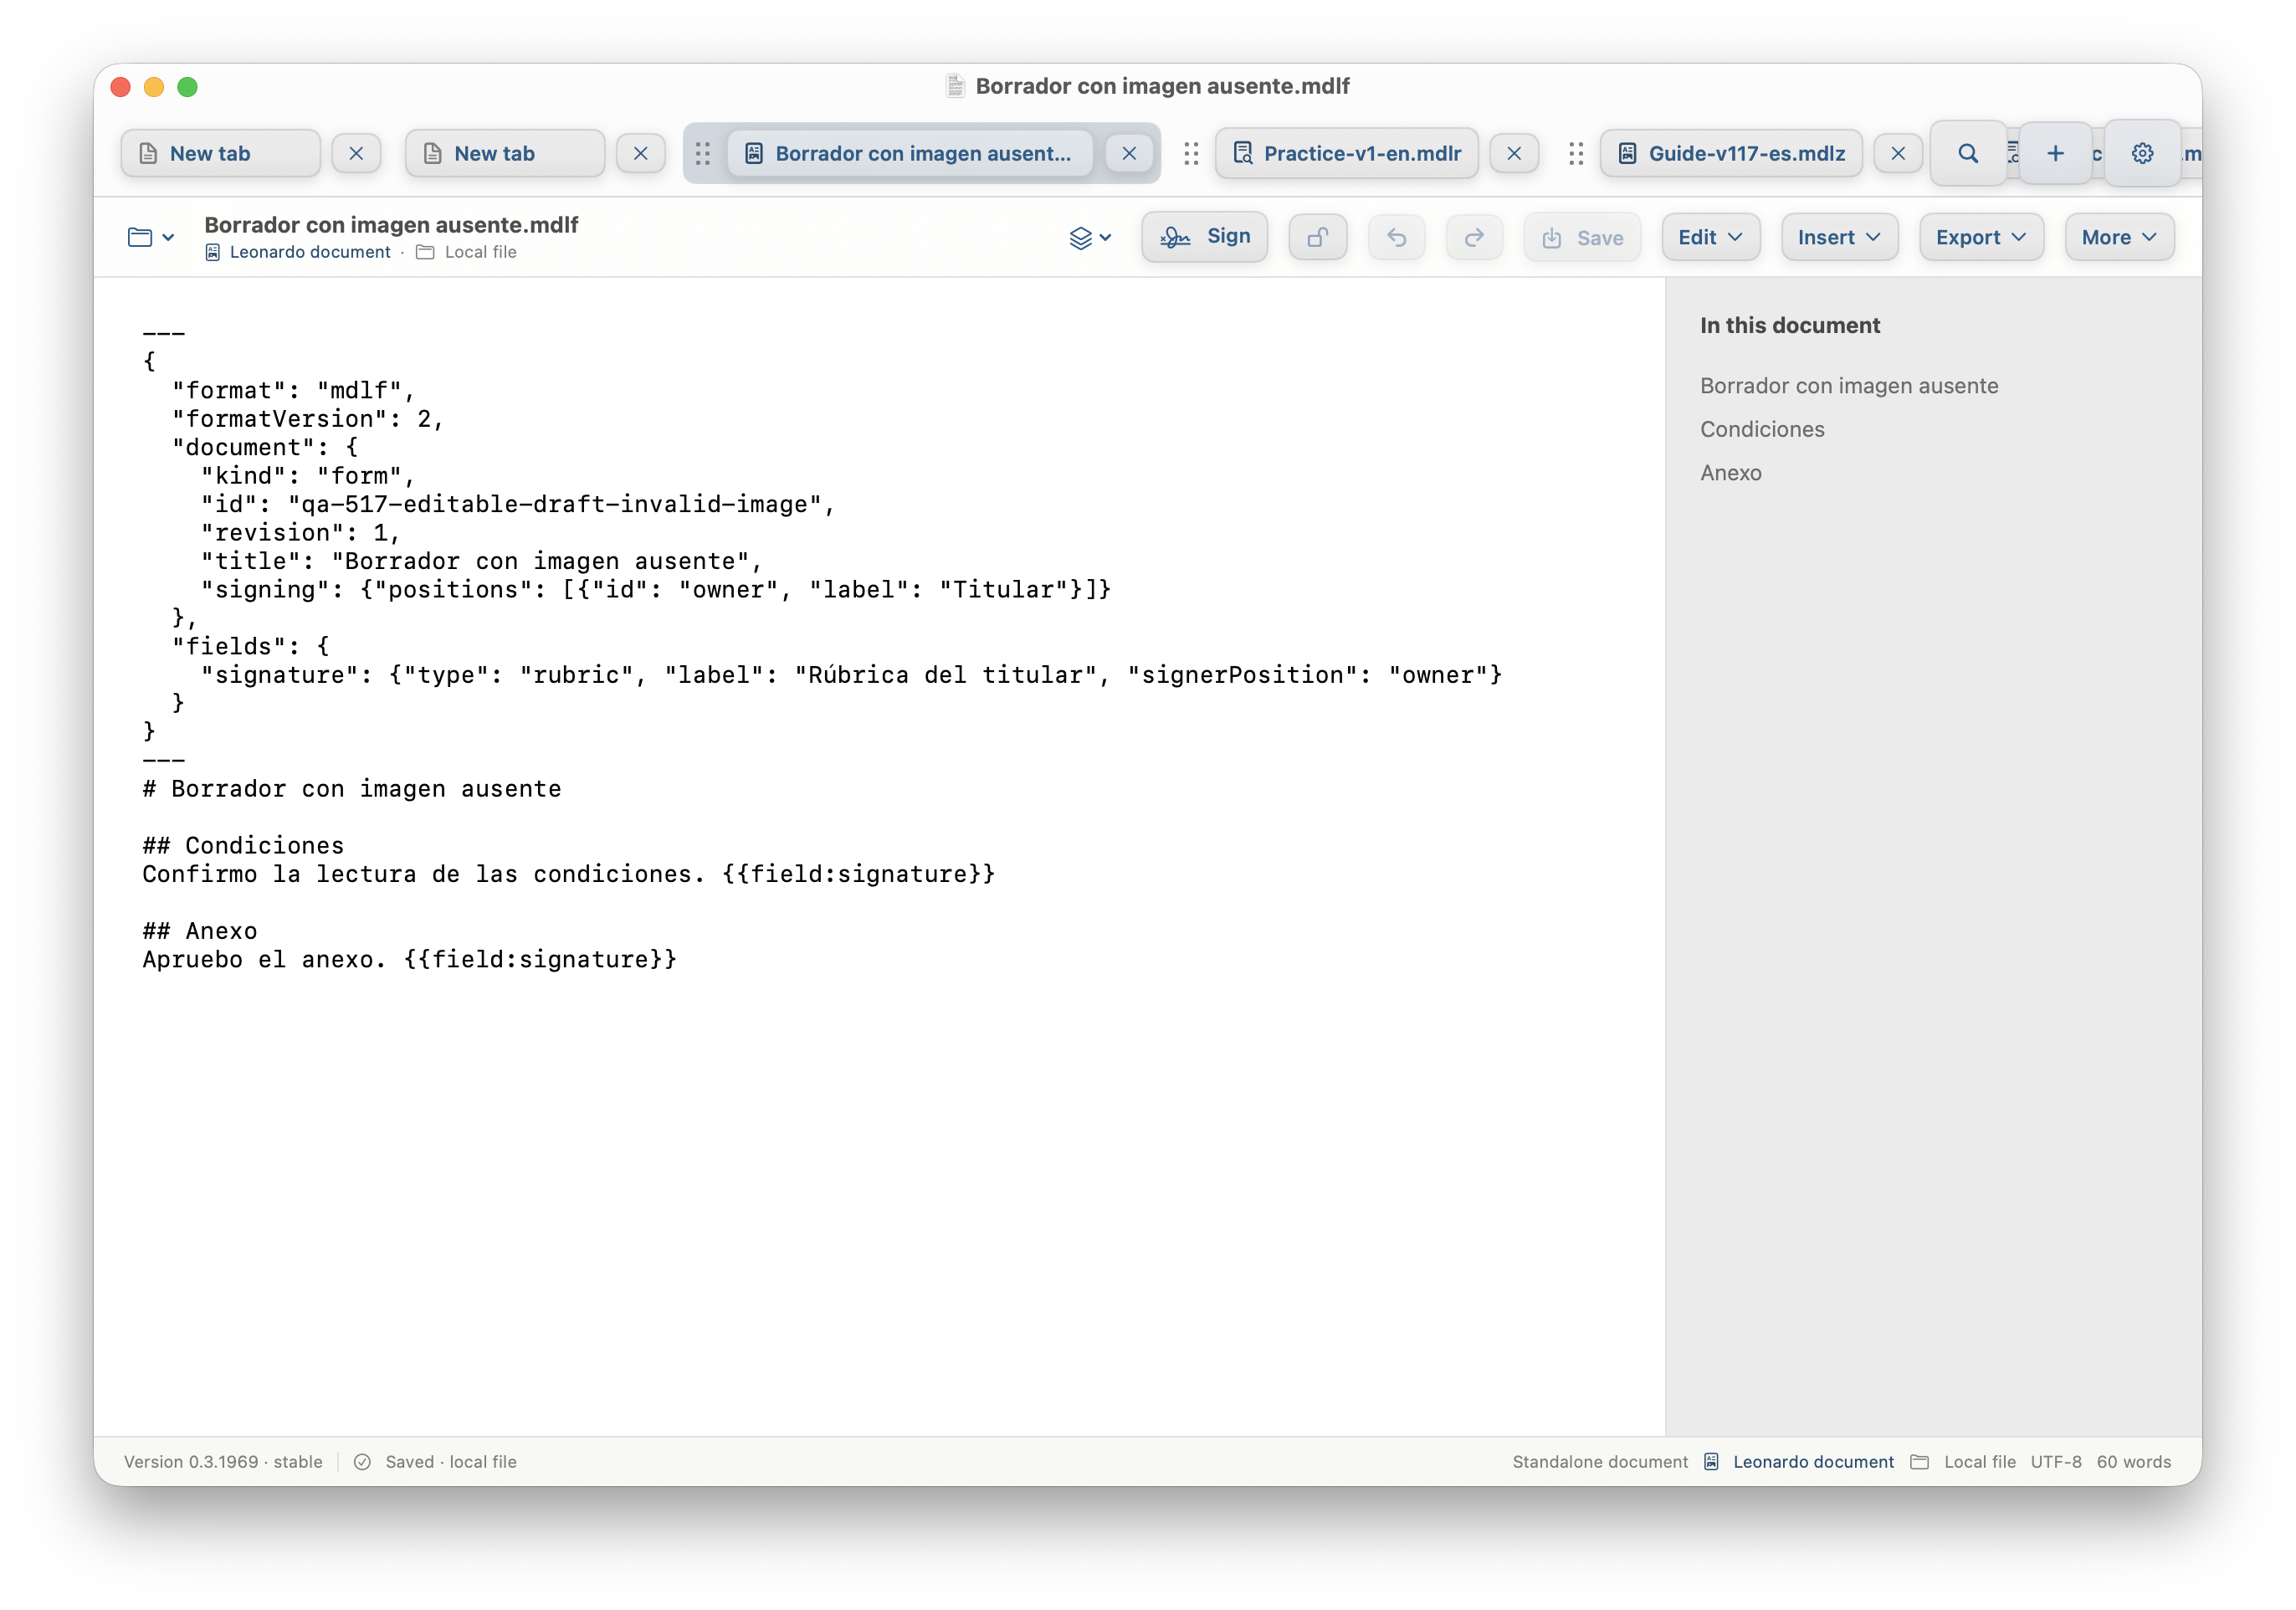 Borrador con imagen ausente.mdlf
New tab New tab Borrador con imagen ausent... Practice-v1-en.mdlr Guide-v117-es.mdlz
Borrador con imagen ausente.mdlf
Leonardo document · Local file
Sign Save Edit Insert Export More
---
{
  "format": "mdlf",
  "formatVersion": 2,
  "document": {
    "kind": "form",
    "id": "qa-517-editable-draft-invalid-image",
    "revision": 1,
    "title": "Borrador con imagen ausente",
    "signing": {"positions": [{"id": "owner", "label": "Titular"}]}
  },
  "fields": {
    "signature": {"type": "rubric", "label": "Rúbrica del titular", "signerPosition": "owner"}
  }
}
---
# Borrador con imagen ausente
## Condiciones
Confirmo la lectura de las condiciones. {{field:signature}}
## Anexo
Apruebo el anexo. {{field:signature}}
In this document
Borrador con imagen ausente
Condiciones
Anexo
Version 0.3.1969 · stable Saved · local file Standalone document Leonardo document Local file UTF-8 60 words